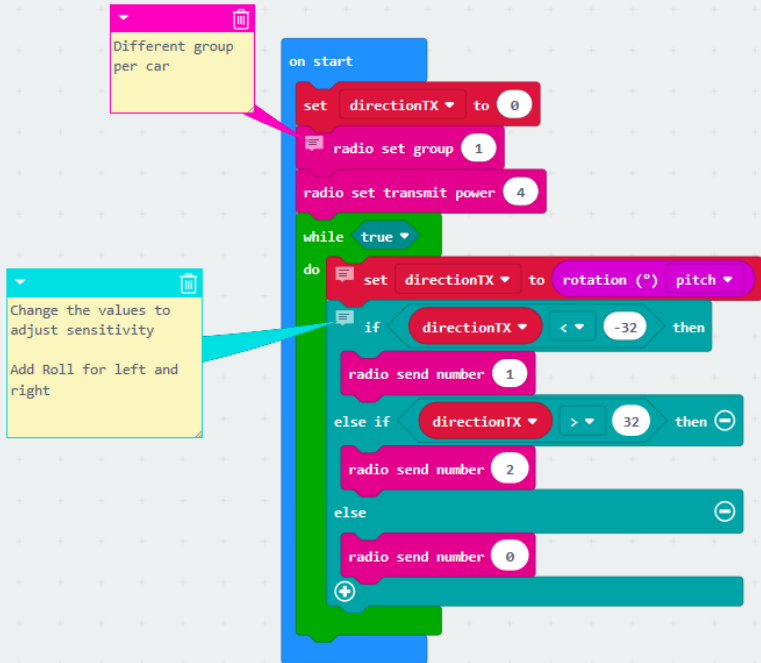 Different group
per car
on start
set directionTX to 0
radio set group 1
radio set transmit power 4
while true
do set directionTX to rotation (°) pitch
Change the values to
adjust sensitivity
Add Roll for left and
right
if directionTX < -32 then
radio send number 1
else if directionTX > 32 then
radio send number 2
else
radio send number 0